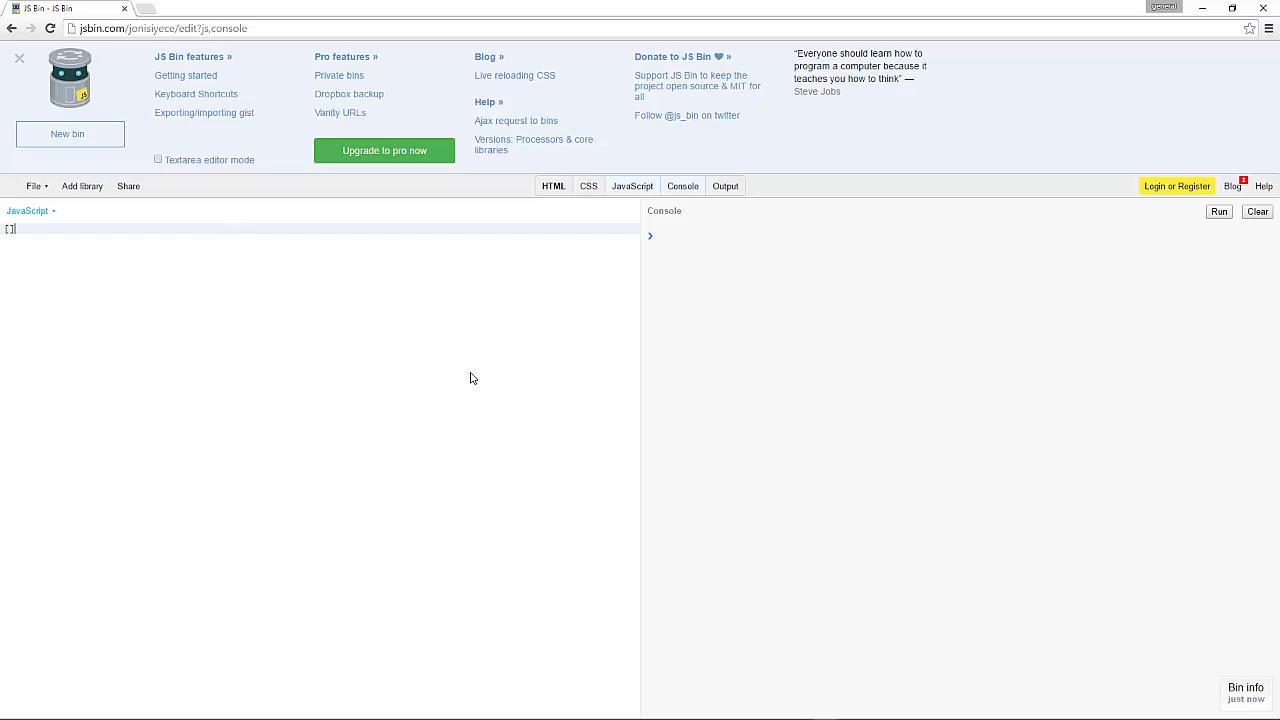 JS Bin - JS Bin
general
jsbin.com/jonisiyece/edit?js,console
JS
New bin
JS Bin features »
Getting started
Keyboard Shortcuts
Exporting/importing gist
Textarea editor mode
Pro features »
Private bins
Dropbox backup
Vanity URLs
Upgrade to pro now
Blog »
Live reloading CSS
Help »
Ajax request to bins
Versions: Processors & core
libraries
Donate to JS Bin ♥ »
Support JS Bin to keep the
project open source & MIT for
all
Follow @js_bin on twitter
“Everyone should learn how to
program a computer because it
teaches you how to think” —
Steve Jobs
File
Add library
Share
HTML
CSS
JavaScript
Console
Output
Login or Register
Blog
1
Help
JavaScript
[]
Console
Run
Clear
›
Bin info
just now